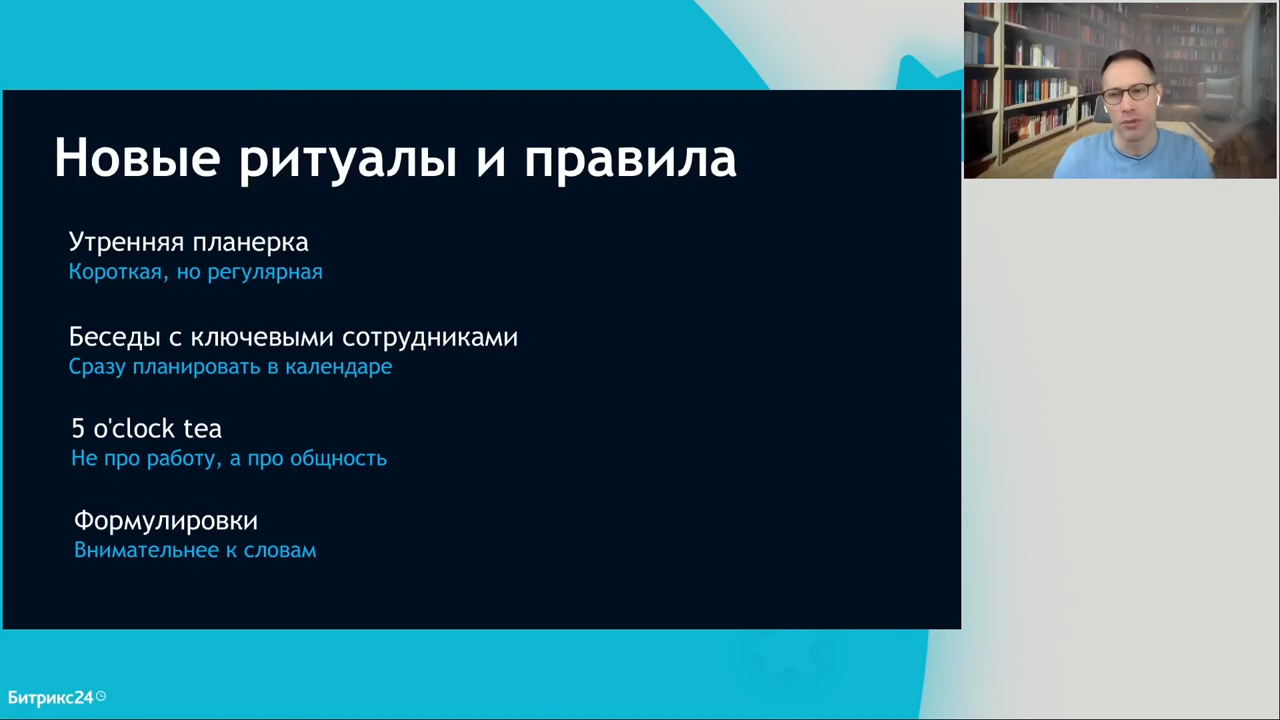 Новые ритуалы и правила
Утренняя планерка
Короткая, но регулярная
Беседы с ключевыми сотрудниками
Сразу планировать в календаре
5 o'clock tea
Не про работу, а про общность
Формулировки
Внимательнее к словам
Битрикс24